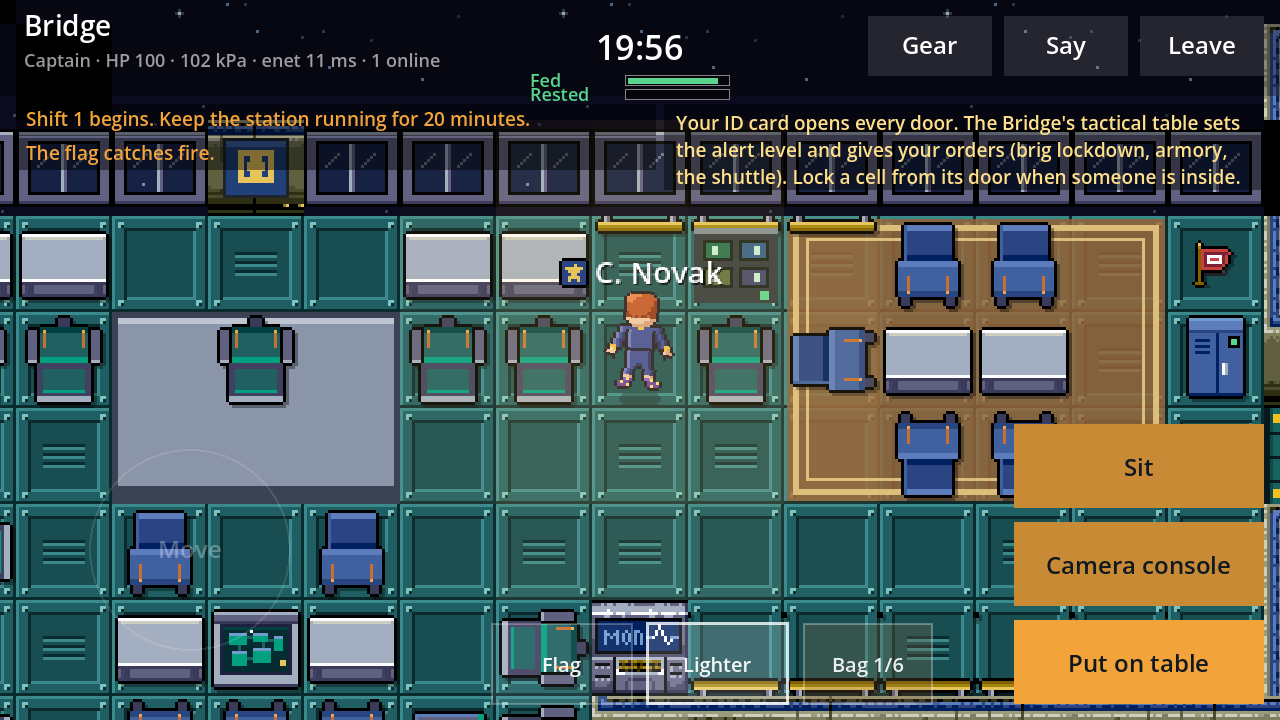 Bridge
Captain · HP 100 · 102 kPa · enet 11 ms · 1 online
19:56
Fed
Rested
Gear
Say
Leave
Shift 1 begins. Keep the station running for 20 minutes.
The flag catches fire.
Your ID card opens every door. The Bridge's tactical table sets
the alert level and gives your orders (brig lockdown, armory,
the shuttle). Lock a cell from its door when someone is inside.
C. Novak
Move
Sit
Camera console
Put on table
Flag
Lighter
Bag 1/6